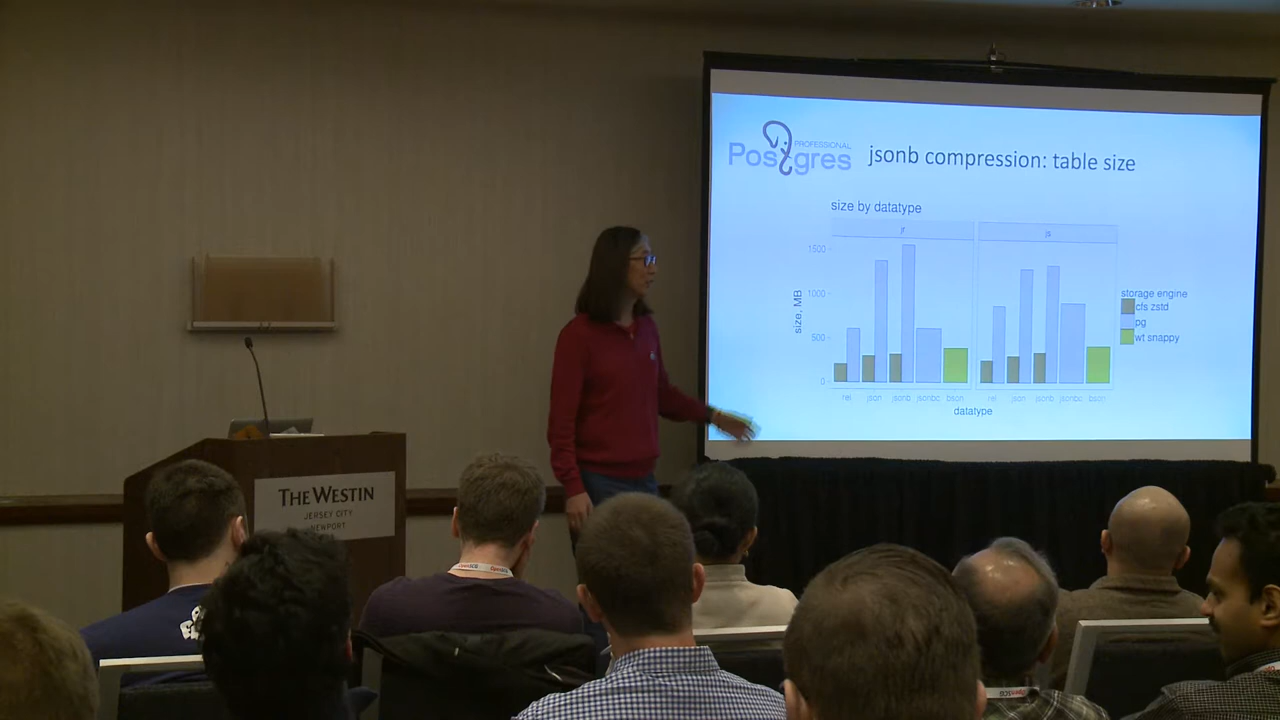 PROFESSIONAL
Postgres
jsonb compression: table size
size by datatype
jr
js
1500
1000
500
0
size, MB
rel
json
jsonb
jsonbc
bson
rel
json
jsonb
jsonbc
bson
datatype
storage engine
cfs zstd
pg
wt snappy
THE WESTIN
JERSEY CITY
NEWPORT
OpenSCG
OpenSCG